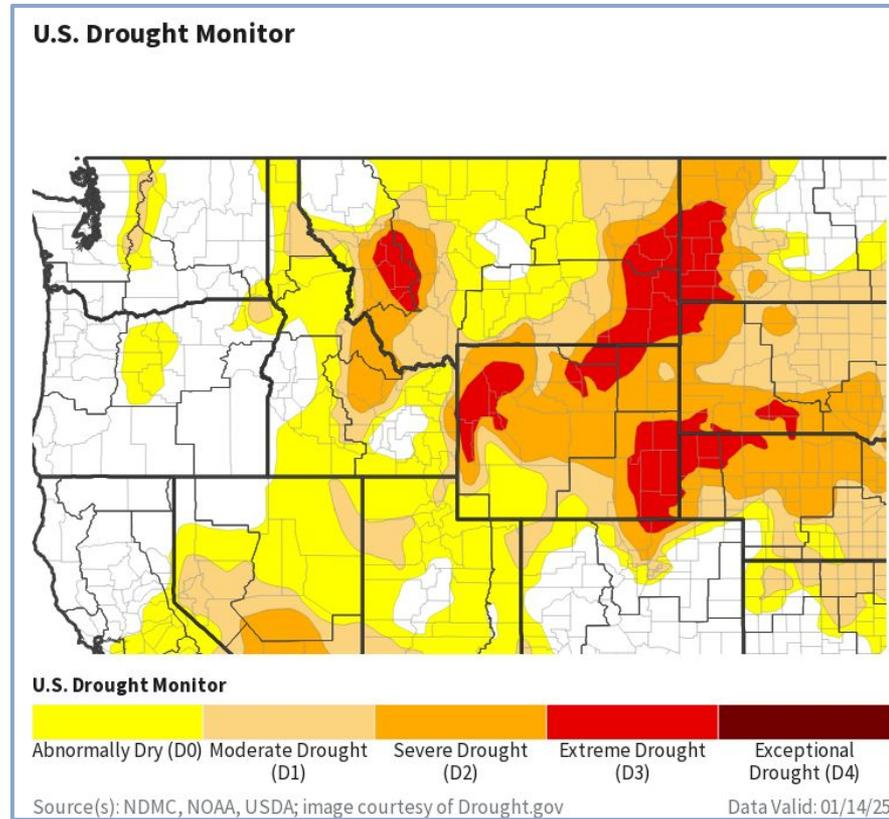 U.S. Drought Monitor
U.S. Drought Monitor
Abnormally Dry (D0)
Moderate Drought
(D1)
Severe Drought
(D2)
Extreme Drought
(D3)
Exceptional
Drought (D4)
Source(s): NDMC, NOAA, USDA; image courtesy of Drought.gov
Data Valid: 01/14/25